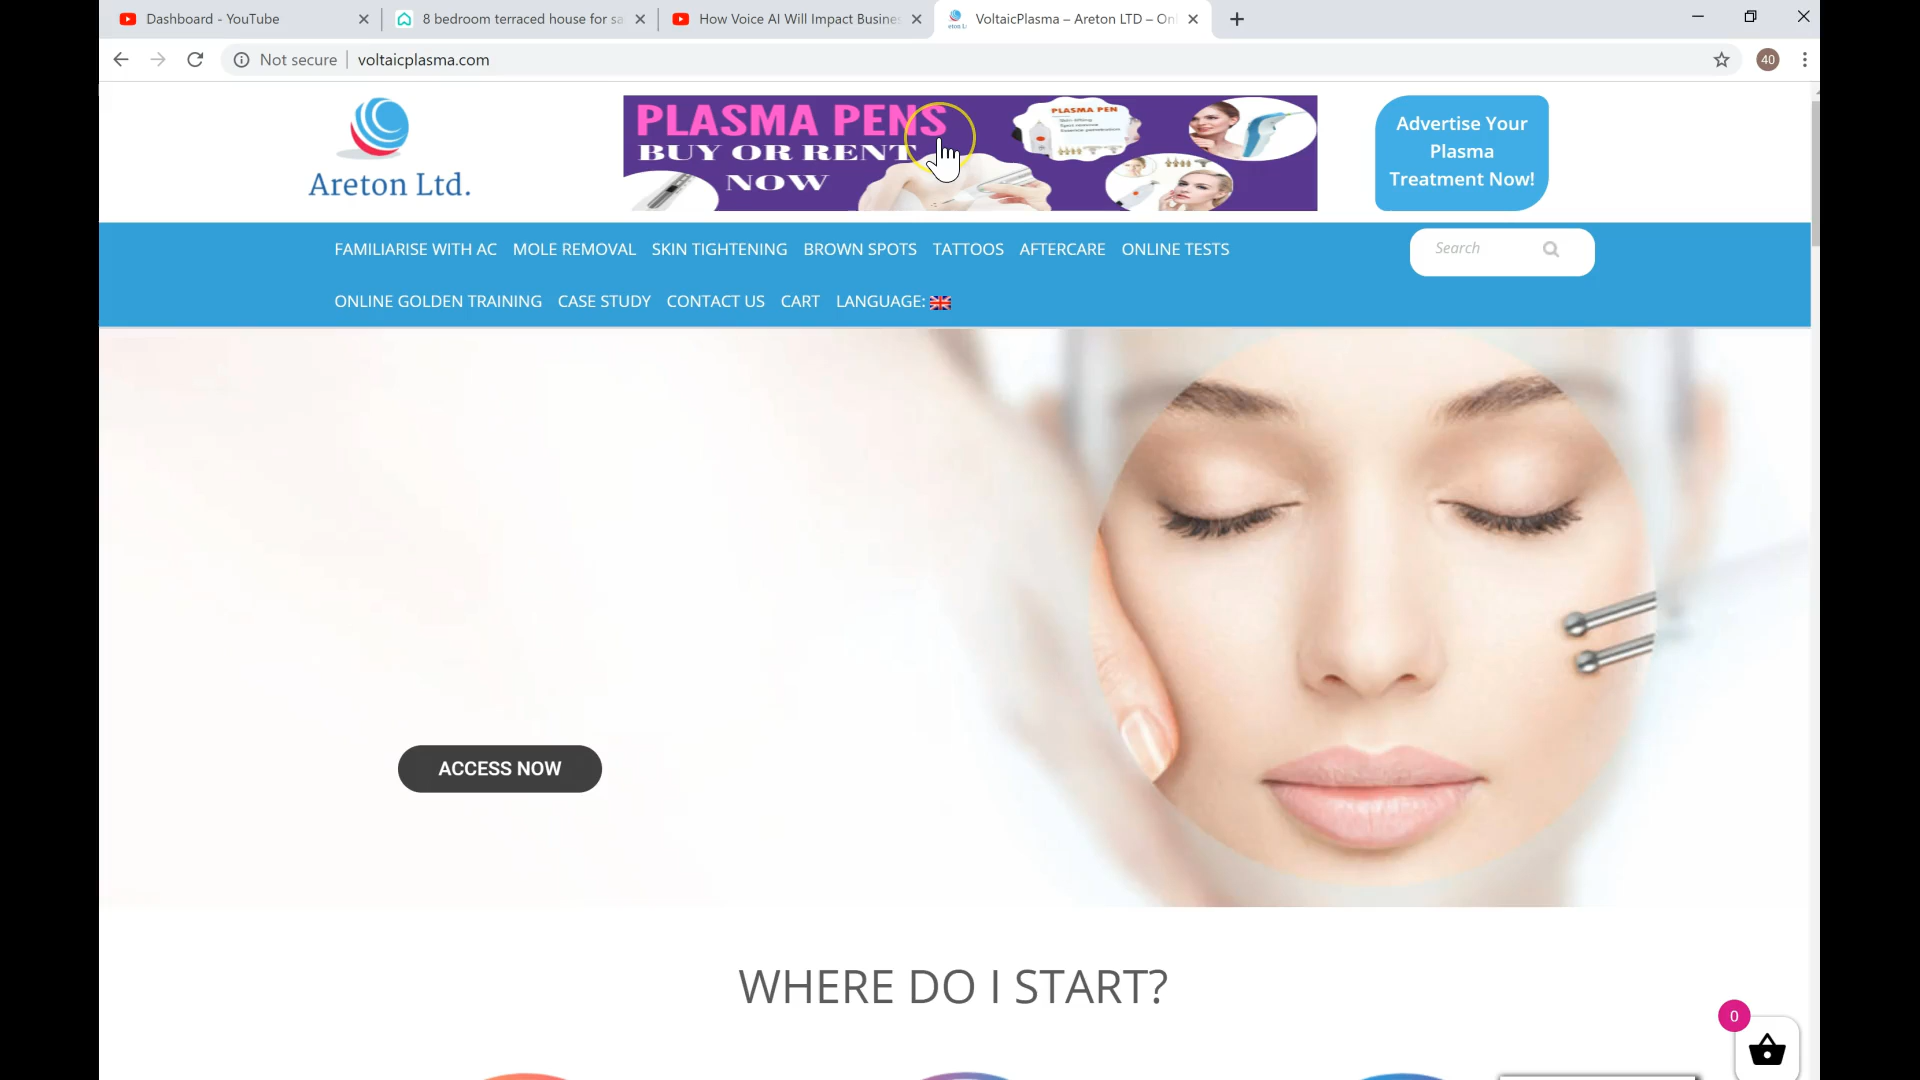 Dashboard - YouTube
8 bedroom terraced house for sa
How Voice AI Will Impact Busine
VoltaicPlasma – Areton LTD – On
Not secure
voltaicplasma.com
40
Areton Ltd.
PLASMA PENS
BUY OR RENT
NOW
PLASMA PEN
Advertise Your
Plasma
Treatment Now!
FAMILIARISE WITH AC MOLE REMOVAL SKIN TIGHTENING BROWN SPOTS TATTOOS AFTERCARE ONLINE TESTS
Search
ONLINE GOLDEN TRAINING CASE STUDY CONTACT US CART LANGUAGE:
ACCESS NOW
WHERE DO I START?
0